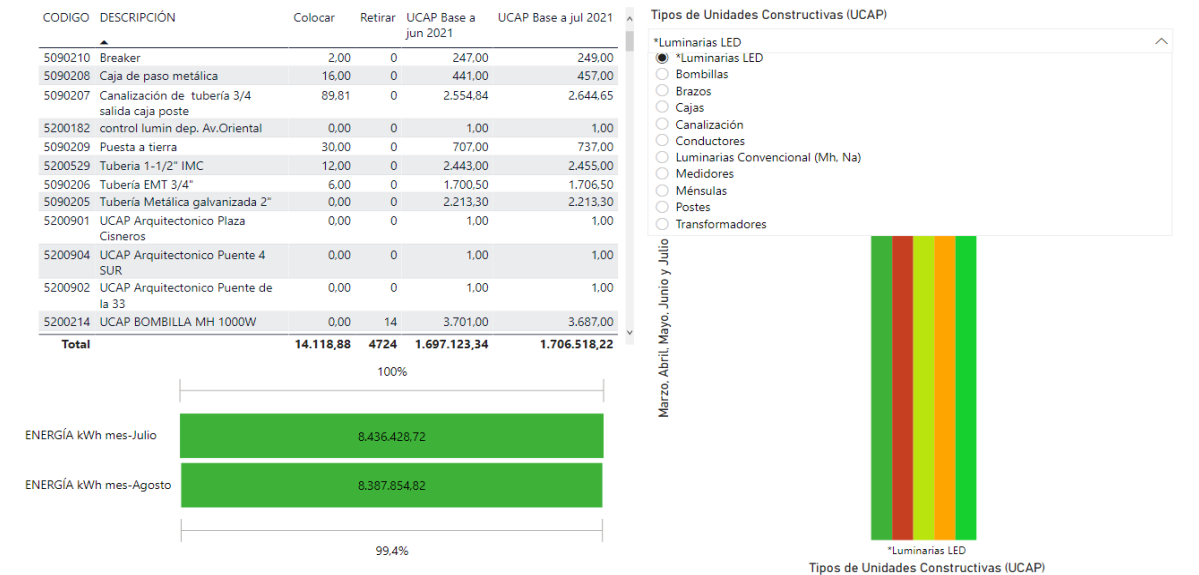 CODIGO DESCRIPCIÓN Colocar Retirar UCAP Base a jun 2021 UCAP Base a jul 2021
5090210 Breaker 2,00 0 247,00 249,00
5090208 Caja de paso metálica 16,00 0 441,00 457,00
5090207 Canalización de tubería 3/4 salida caja poste 89,81 0 2.554,84 2.644,65
5200182 control lumin dep. Av.Oriental 0,00 0 1,00 1,00
5090209 Puesta a tierra 30,00 0 707,00 737,00
5200529 Tuberia 1-1/2" IMC 12,00 0 2.443,00 2.455,00
5090206 Tubería EMT 3/4" 6,00 0 1.700,50 1.706,50
5090205 Tubería Metálica galvanizada 2" 0,00 0 2.213,30 2.213,30
5200901 UCAP Arquitectonico Plaza Cisneros 0,00 0 1,00 1,00
5200904 UCAP Arquitectonico Puente 4 SUR 0,00 0 1,00 1,00
5200902 UCAP Arquitectonico Puente de la 33 0,00 0 1,00 1,00
5200214 UCAP BOMBILLA MH 1000W 0,00 14 3.701,00 3.687,00
Total 14.118,88 4724 1.697.123,34 1.706.518,22
100%
ENERGÍA kWh mes-Julio 8.436.428,72
ENERGÍA kWh mes-Agosto 8.387.854,82
99,4%
Tipos de Unidades Constructivas (UCAP)
*Luminarias LED
*Luminarias LED
Bombillas
Brazos
Cajas
Canalización
Conductores
Luminarias Convencional (Mh, Na)
Medidores
Ménsulas
Postes
Transformadores
Marzo, Abril, Mayo, Junio y Julio
*Luminarias LED
Tipos de Unidades Constructivas (UCAP)